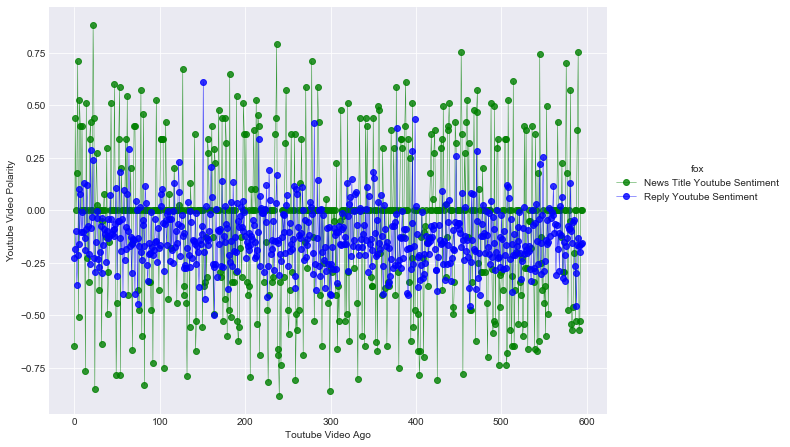 0.75
0.50
0.25
0.00
−0.25
−0.50
−0.75
Youtube Video Polarity
0 100 200 300 400 500 600
Toutube Video Ago
fox
News Title Youtube Sentiment
Reply Youtube Sentiment